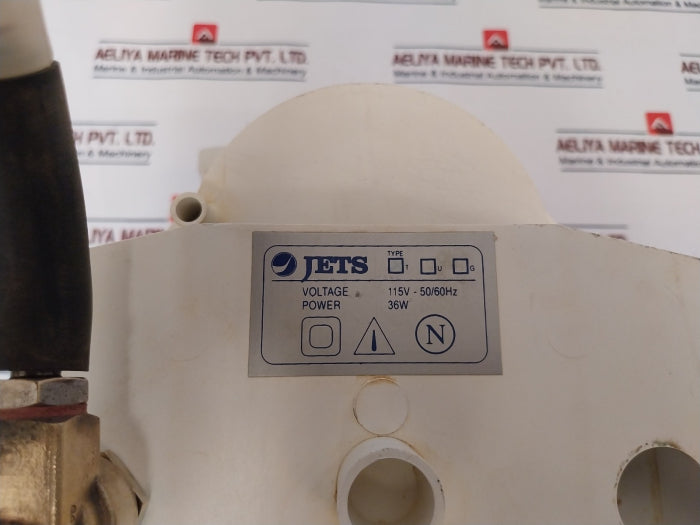 AELIYA MARINE TECH PVT. LTD.
Marine & Industrial Automation & Machinery
AELIYA MARINE TECH PVT. LTD.
Marine & Industrial Automation & Machinery
PVT. LTD.
& Machinery
AELIYA MARINE TECH
Marine & Industrial Automation
JETS
TYPE
T U G
VOLTAGE 115V - 50/60Hz
POWER 36W
N